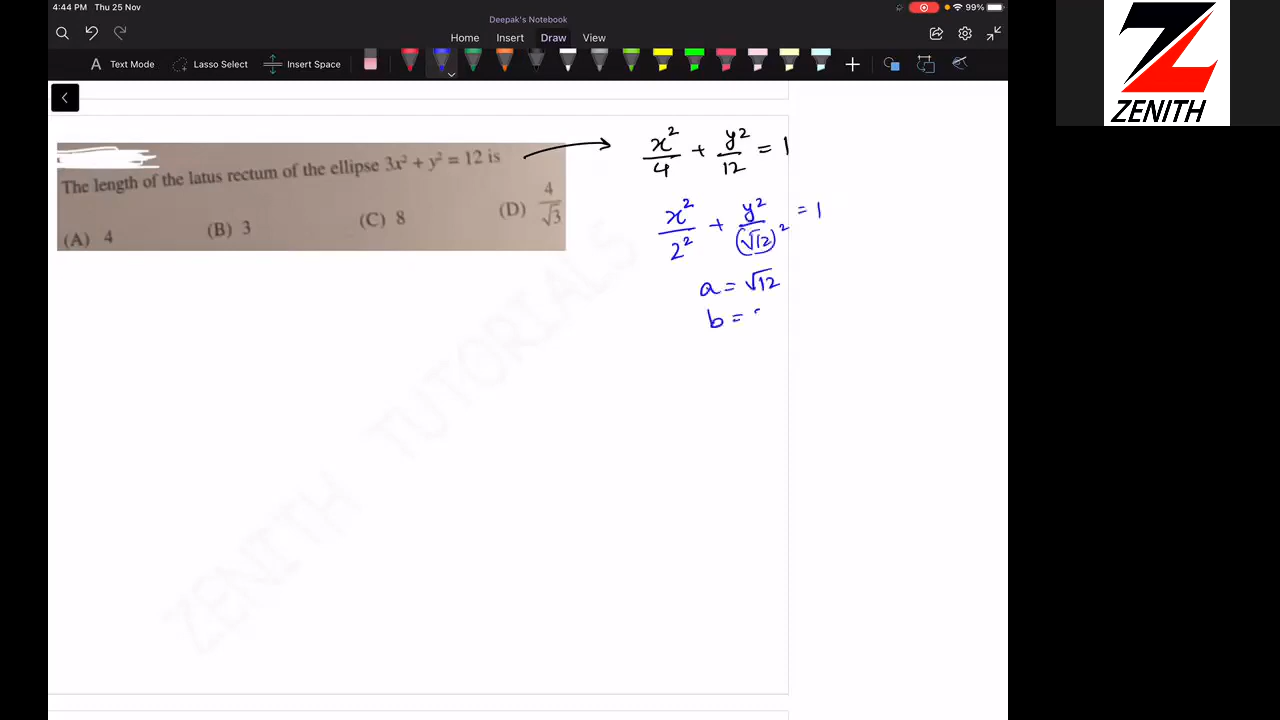 4:44 PM Thu 25 Nov
99%
Deepak's Notebook
Home Insert Draw View
Text Mode Lasso Select Insert Space
ZENITH
The length of the latus rectum of the ellipse 3x² + y² = 12 is
(A) 4 (B) 3 (C) 8 (D) 4/√3
x²/4 + y²/12 = 1
x²/2² + y²/(√12)² = 1
a = √12
b =
ZENITH TUTORIALS